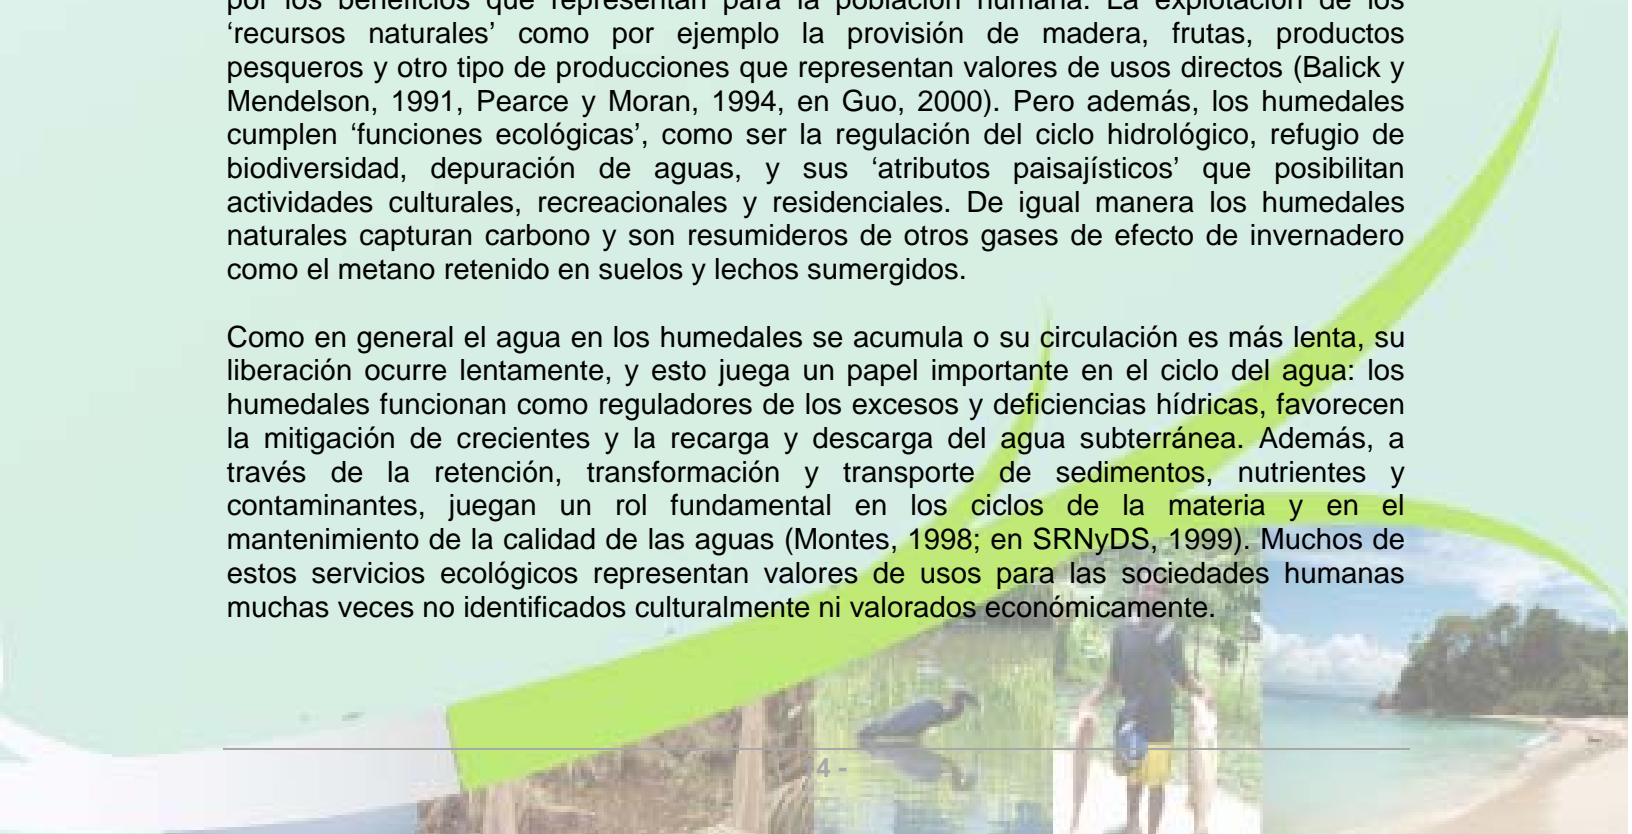 por los beneficios que representan para la población humana. La explotación de los
‘recursos naturales’ como por ejemplo la provisión de madera, frutas, productos
pesqueros y otro tipo de producciones que representan valores de usos directos (Balick y
Mendelson, 1991, Pearce y Moran, 1994, en Guo, 2000). Pero además, los humedales
cumplen ‘funciones ecológicas’, como ser la regulación del ciclo hidrológico, refugio de
biodiversidad, depuración de aguas, y sus ‘atributos paisajísticos’ que posibilitan
actividades culturales, recreacionales y residenciales. De igual manera los humedales
naturales capturan carbono y son resumideros de otros gases de efecto de invernadero
como el metano retenido en suelos y lechos sumergidos.
Como en general el agua en los humedales se acumula o su circulación es más lenta, su
liberación ocurre lentamente, y esto juega un papel importante en el ciclo del agua: los
humedales funcionan como reguladores de los excesos y deficiencias hídricas, favorecen
la mitigación de crecientes y la recarga y descarga del agua subterránea. Además, a
través de la retención, transformación y transporte de sedimentos, nutrientes y
contaminantes, juegan un rol fundamental en los ciclos de la materia y en el
mantenimiento de la calidad de las aguas (Montes, 1998; en SRNyDS, 1999). Muchos de
estos servicios ecológicos representan valores de usos para las sociedades humanas
muchas veces no identificados culturalmente ni valorados económicamente.
4 -